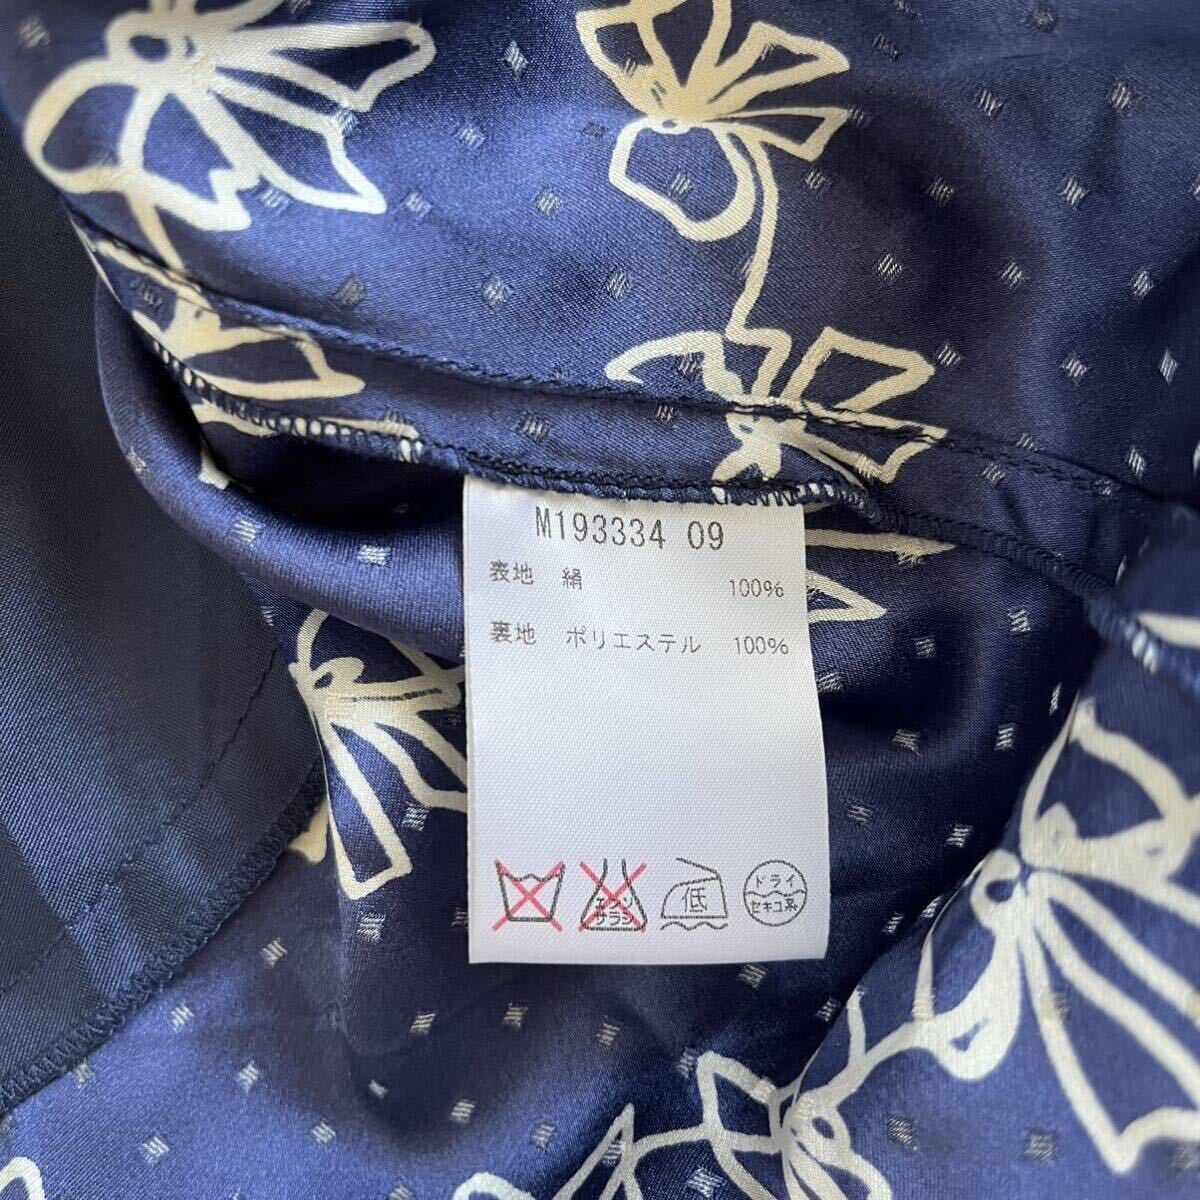 M193334 09
表地 絹 100%
裏地 ポリエステル 100%
エンソ サラシ 低 ドライ セキユ系